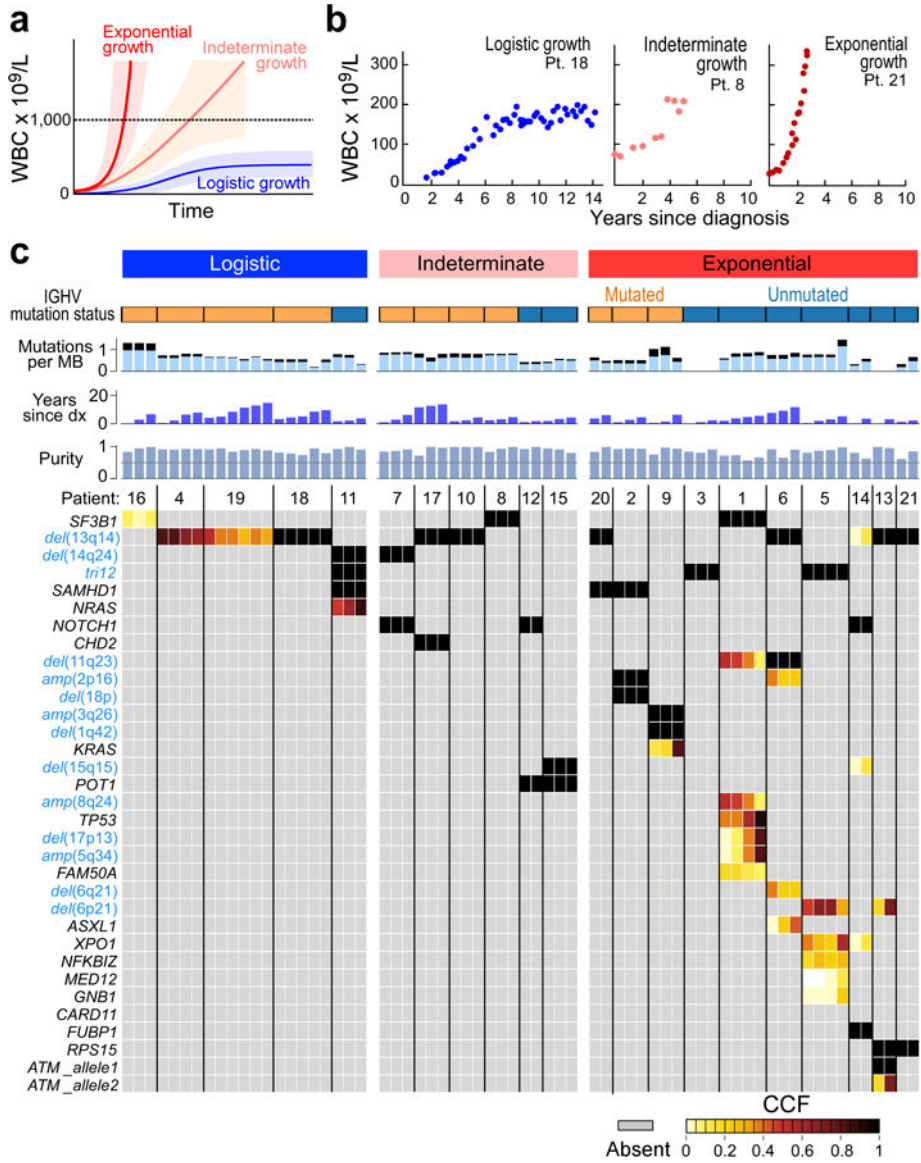 a
Exponential
growth
Indeterminate
growth
WBC x 10⁹/L
1,000
0
Logistic growth
Time
b
WBC x 10⁹/L
300
200
100
0
Logistic growth
Pt. 18
0 2 4 6 8 10 12 14
Indeterminate
growth
Pt. 8
0 2 4 6 8 10
Exponential
growth
Pt. 21
0 2 4 6 8 10
Years since diagnosis
c
Logistic Indeterminate Exponential
IGHV
mutation status
Mutated Unmutated
Mutations
per MB
1
0
Years
since dx
20
0
Purity
1
0
Patient: 16 4 19 18 11 7 17 10 8 12 15 20 2 9 3 1 6 5 14 13 21
SF3B1
del(13q14)
del(14q24)
tri12
SAMHD1
NRAS
NOTCH1
CHD2
del(11q23)
amp(2p16)
del(18p)
amp(3q26)
del(1q42)
KRAS
del(15q15)
POT1
amp(8q24)
TP53
del(17p13)
amp(5q34)
FAM50A
del(6q21)
del(6p21)
ASXL1
XPO1
NFKBIZ
MED12
GNB1
CARD11
FUBP1
RPS15
ATM_allele1
ATM_allele2
Absent
CCF
0 0.2 0.4 0.6 0.8 1